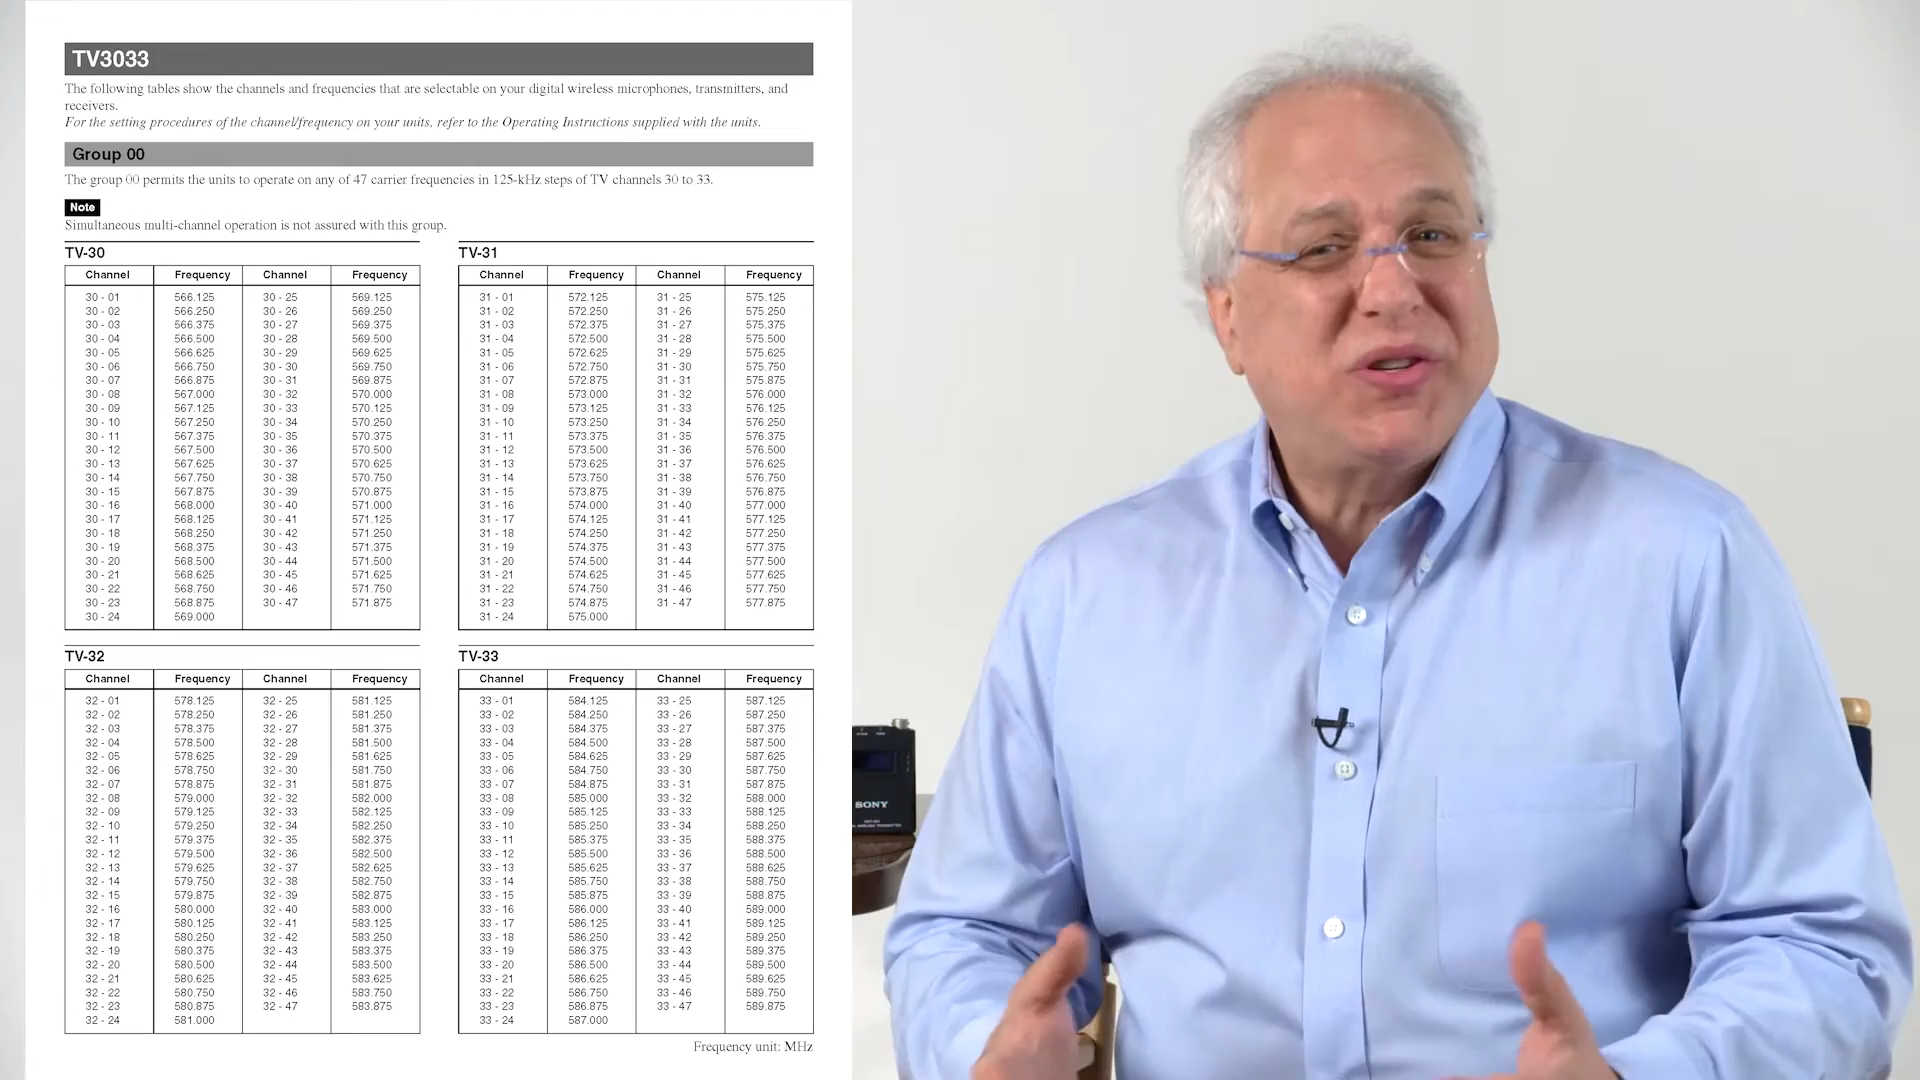 TV3033
The following tables show the channels and frequencies that are selectable on your digital wireless microphones, transmitters, and
receivers.
For the setting procedures of the channel/frequency on your units, refer to the Operating Instructions supplied with the units.
Group 00
The group 00 permits the units to operate on any of 47 carrier frequencies in 125-kHz steps of TV channels 30 to 33.
Note
Simultaneous multi-channel operation is not assured with this group.
TV-30
Channel Frequency Channel Frequency
30 - 01 566.125 30 - 25 569.125
30 - 02 566.250 30 - 26 569.250
30 - 03 566.375 30 - 27 569.375
30 - 04 566.500 30 - 28 569.500
30 - 05 566.625 30 - 29 569.625
30 - 06 566.750 30 - 30 569.750
30 - 07 566.875 30 - 31 569.875
30 - 08 567.000 30 - 32 570.000
30 - 09 567.125 30 - 33 570.125
30 - 10 567.250 30 - 34 570.250
30 - 11 567.375 30 - 35 570.375
30 - 12 567.500 30 - 36 570.500
30 - 13 567.625 30 - 37 570.625
30 - 14 567.750 30 - 38 570.750
30 - 15 567.875 30 - 39 570.875
30 - 16 568.000 30 - 40 571.000
30 - 17 568.125 30 - 41 571.125
30 - 18 568.250 30 - 42 571.250
30 - 19 568.375 30 - 43 571.375
30 - 20 568.500 30 - 44 571.500
30 - 21 568.625 30 - 45 571.625
30 - 22 568.750 30 - 46 571.750
30 - 23 568.875 30 - 47 571.875
30 - 24 569.000
TV-31
Channel Frequency Channel Frequency
31 - 01 572.125 31 - 25 575.125
31 - 02 572.250 31 - 26 575.250
31 - 03 572.375 31 - 27 575.375
31 - 04 572.500 31 - 28 575.500
31 - 05 572.625 31 - 29 575.625
31 - 06 572.750 31 - 30 575.750
31 - 07 572.875 31 - 31 575.875
31 - 08 573.000 31 - 32 576.000
31 - 09 573.125 31 - 33 576.125
31 - 10 573.250 31 - 34 576.250
31 - 11 573.375 31 - 35 576.375
31 - 12 573.500 31 - 36 576.500
31 - 13 573.625 31 - 37 576.625
31 - 14 573.750 31 - 38 576.750
31 - 15 573.875 31 - 39 576.875
31 - 16 574.000 31 - 40 577.000
31 - 17 574.125 31 - 41 577.125
31 - 18 574.250 31 - 42 577.250
31 - 19 574.375 31 - 43 577.375
31 - 20 574.500 31 - 44 577.500
31 - 21 574.625 31 - 45 577.625
31 - 22 574.750 31 - 46 577.750
31 - 23 574.875 31 - 47 577.875
31 - 24 575.000
TV-32
Channel Frequency Channel Frequency
32 - 01 578.125 32 - 25 581.125
32 - 02 578.250 32 - 26 581.250
32 - 03 578.375 32 - 27 581.375
32 - 04 578.500 32 - 28 581.500
32 - 05 578.625 32 - 29 581.625
32 - 06 578.750 32 - 30 581.750
32 - 07 578.875 32 - 31 581.875
32 - 08 579.000 32 - 32 582.000
32 - 09 579.125 32 - 33 582.125
32 - 10 579.250 32 - 34 582.250
32 - 11 579.375 32 - 35 582.375
32 - 12 579.500 32 - 36 582.500
32 - 13 579.625 32 - 37 582.625
32 - 14 579.750 32 - 38 582.750
32 - 15 579.875 32 - 39 582.875
32 - 16 580.000 32 - 40 583.000
32 - 17 580.125 32 - 41 583.125
32 - 18 580.250 32 - 42 583.250
32 - 19 580.375 32 - 43 583.375
32 - 20 580.500 32 - 44 583.500
32 - 21 580.625 32 - 45 583.625
32 - 22 580.750 32 - 46 583.750
32 - 23 580.875 32 - 47 583.875
32 - 24 581.000
TV-33
Channel Frequency Channel Frequency
33 - 01 584.125 33 - 25 587.125
33 - 02 584.250 33 - 26 587.250
33 - 03 584.375 33 - 27 587.375
33 - 04 584.500 33 - 28 587.500
33 - 05 584.625 33 - 29 587.625
33 - 06 584.750 33 - 30 587.750
33 - 07 584.875 33 - 31 587.875
33 - 08 585.000 33 - 32 588.000
33 - 09 585.125 33 - 33 588.125
33 - 10 585.250 33 - 34 588.250
33 - 11 585.375 33 - 35 588.375
33 - 12 585.500 33 - 36 588.500
33 - 13 585.625 33 - 37 588.625
33 - 14 585.750 33 - 38 588.750
33 - 15 585.875 33 - 39 588.875
33 - 16 586.000 33 - 40 589.000
33 - 17 586.125 33 - 41 589.125
33 - 18 586.250 33 - 42 589.250
33 - 19 586.375 33 - 43 589.375
33 - 20 586.500 33 - 44 589.500
33 - 21 586.625 33 - 45 589.625
33 - 22 586.750 33 - 46 589.750
33 - 23 586.875 33 - 47 589.875
33 - 24 587.000
Frequency unit: MHz
SONY